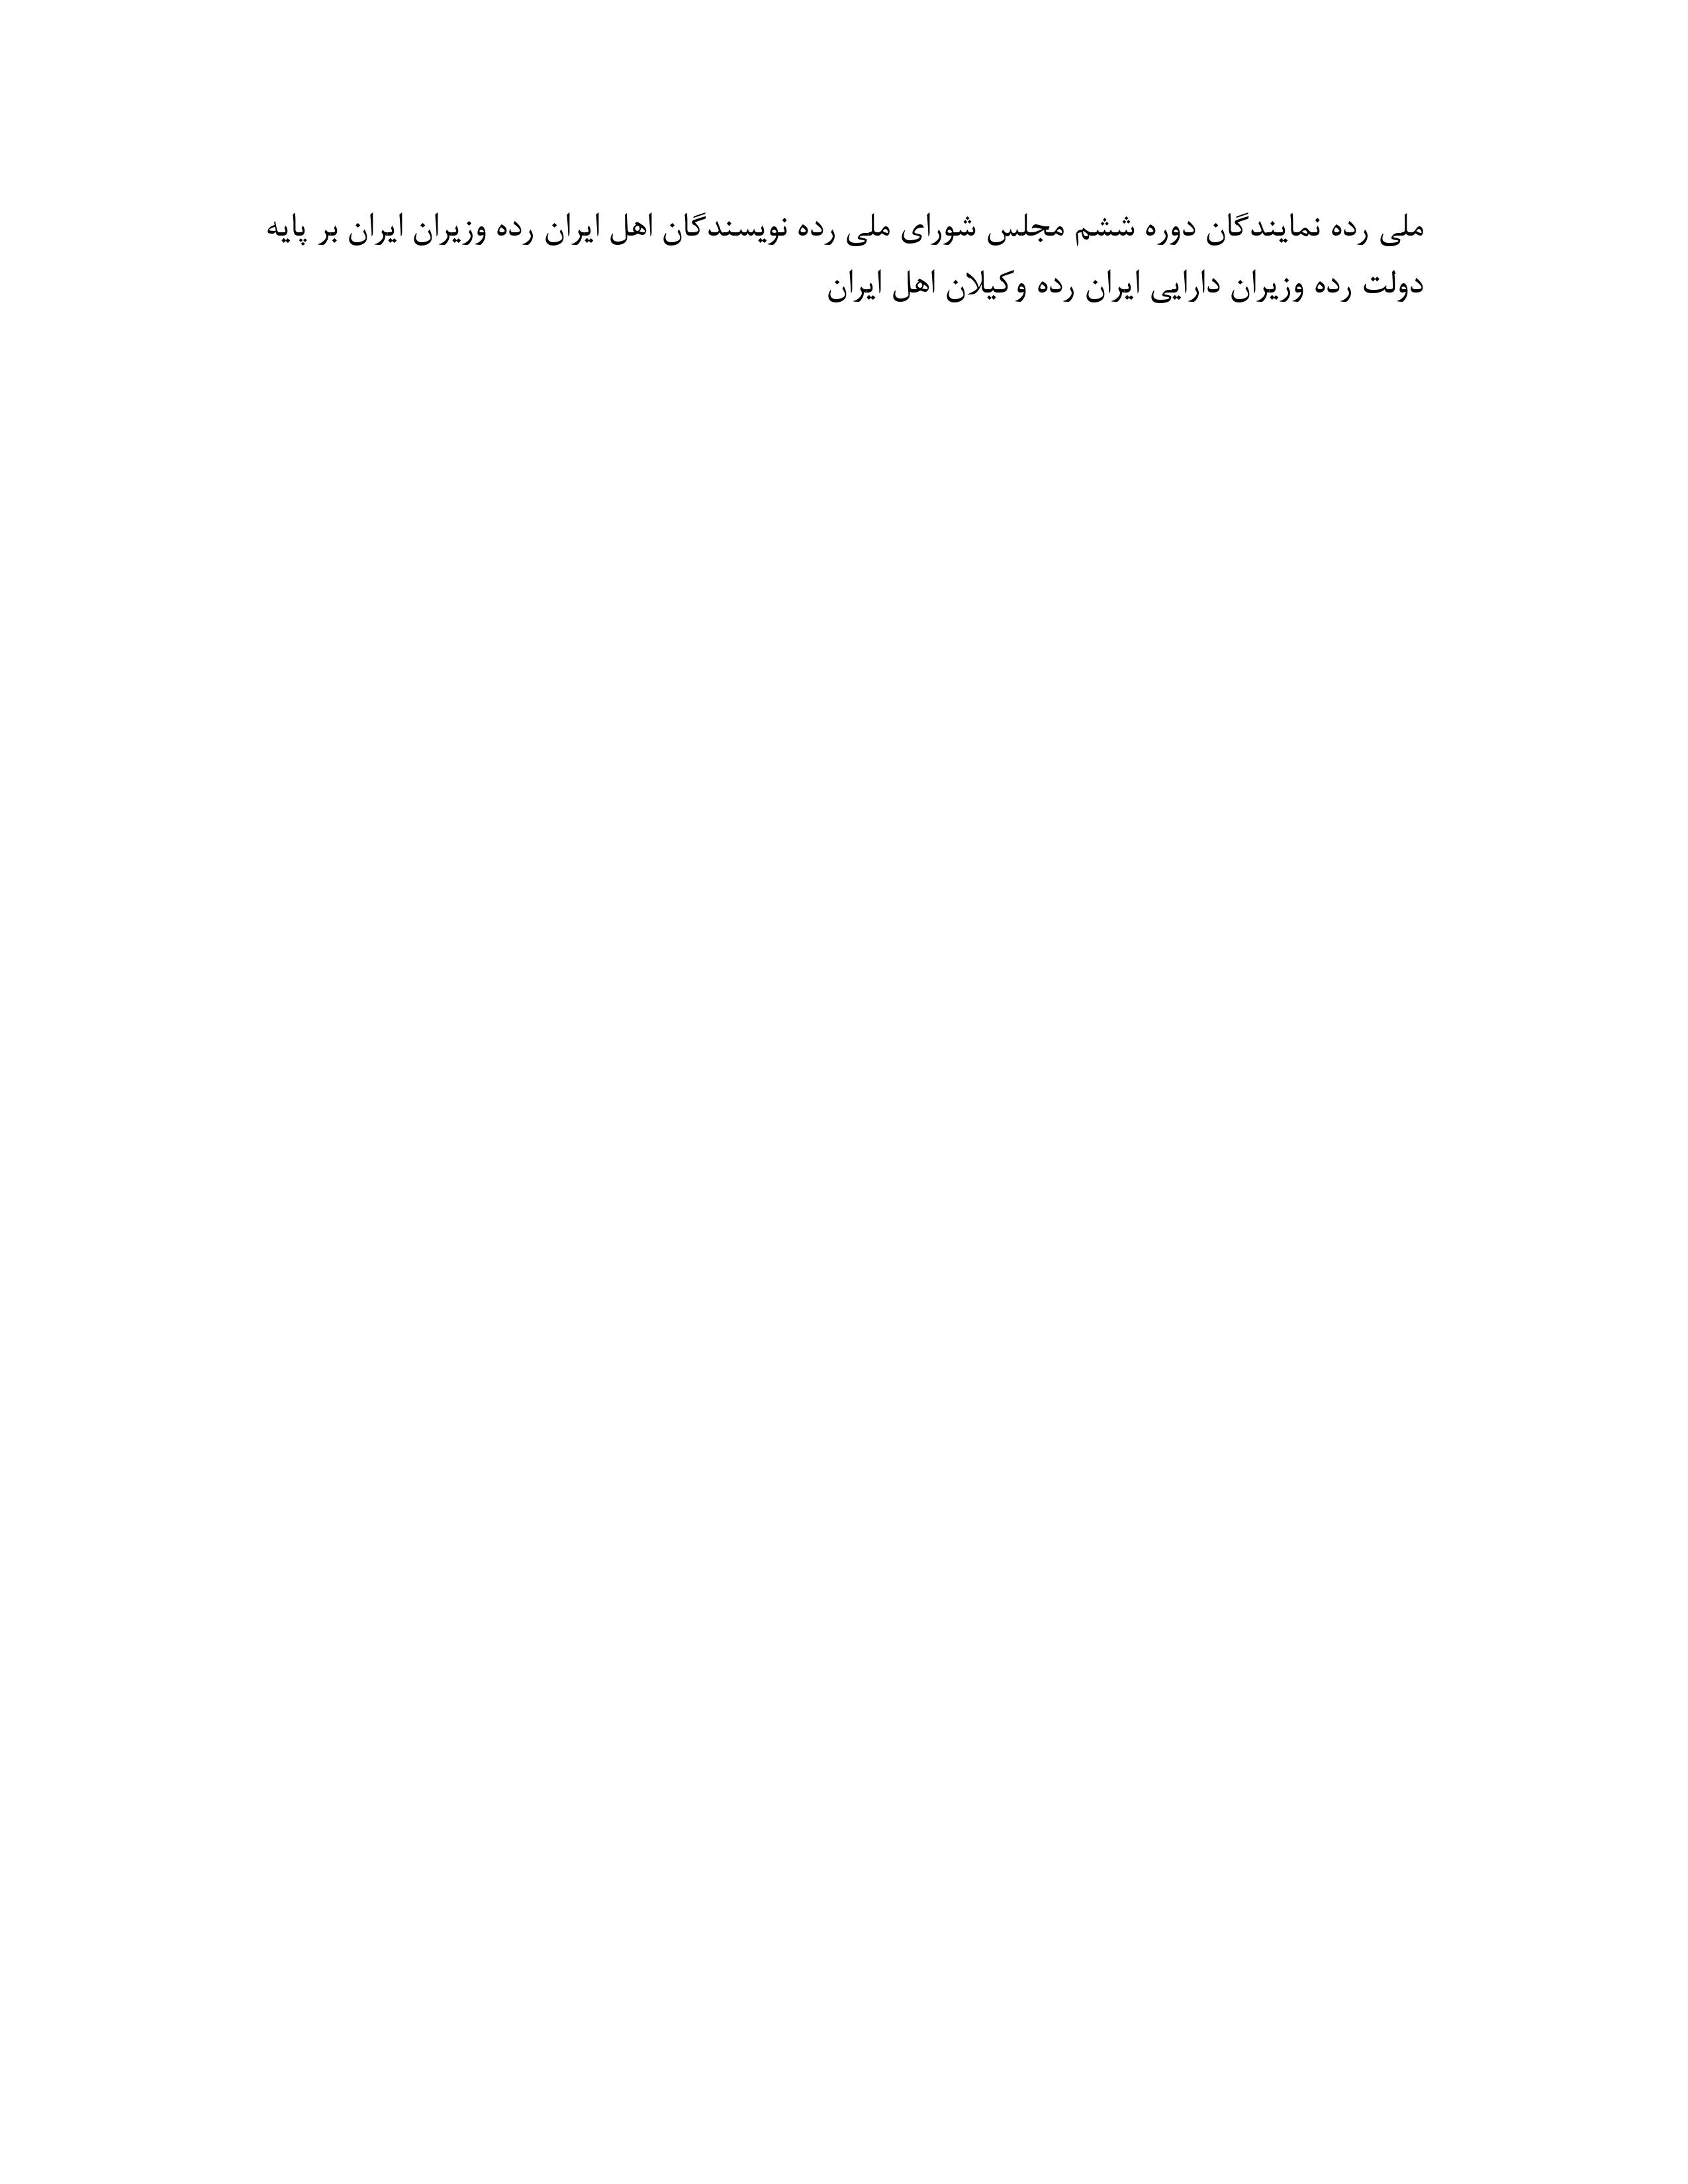 ملی رده نمایندگان دوره ششم مجلس شورای ملی رده نویسندگان اهل ایران رده وزیران ایران بر پایه
دولت رده وزیران دارایی ایران رده وکیلان اهل ایران